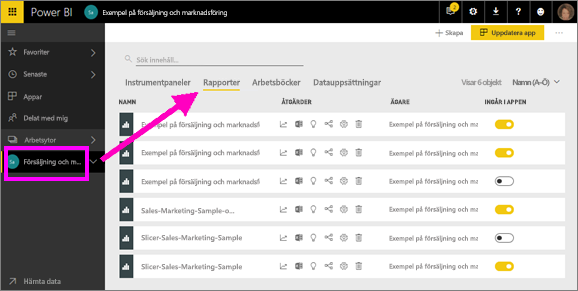 Power BI Sa Exempel på försäljning och marknadsföring 2 ?
+ Skapa Uppdatera app ...
Favoriter
Senaste
Appar
Delat med mig
Arbetsytor
Sa Försäljning och m...
Hämta data
Sök innehåll...
Instrumentpaneler Rapporter Arbetsböcker Datauppsättningar Visar 6 objekt Namn (A-Ö)
NAMN ÅTGÄRDER ÄGARE INGÅR I APPEN
Exempel på försäljning och marknadsf Exempel på försäljning och ma
Exempel på försäljning och marknadsf Exempel på försäljning och ma
Exempel på försäljning och marknadsf Exempel på försäljning och ma
Sales-Marketing-Sample-o... Exempel på försäljning och ma
Slicer-Sales-Marketing-Sample Exempel på försäljning och ma
Slicer-Sales-Marketing-Sample Exempel på försäljning och ma